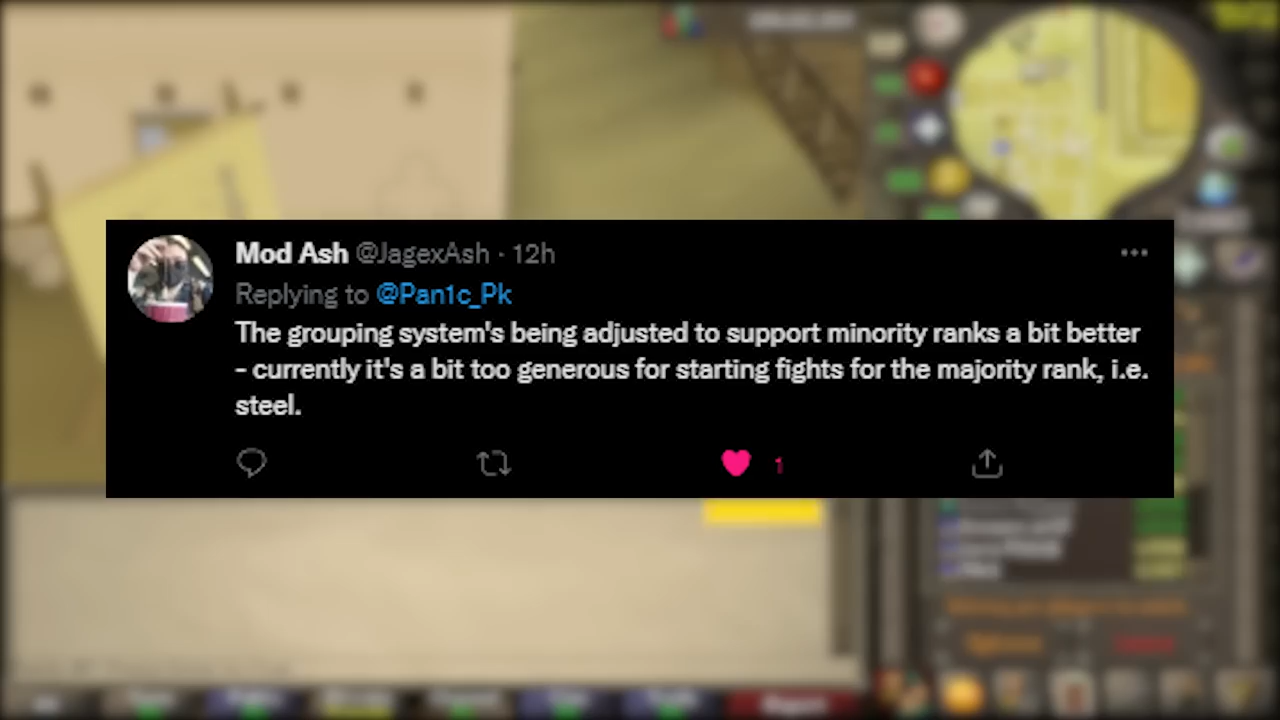 Mod Ash @JagexAsh · 12h
Replying to @Pan1c_Pk
The grouping system's being adjusted to support minority ranks a bit better
- currently it's a bit too generous for starting fights for the majority rank, i.e.
steel.
1